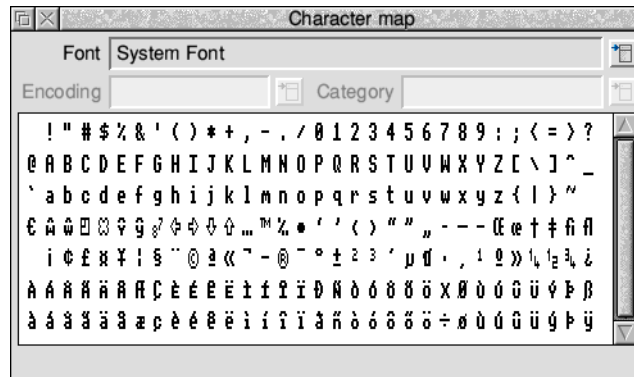 Character map
Font System Font
Encoding Category
! " # $ % & ' ( ) * + , - . / 0 1 2 3 4 5 6 7 8 9 : ; < = > ?
@ A B C D E F G H I J K L M N O P Q R S T U V W X Y Z [ \ ] ^ _
` a b c d e f g h i j k l m n o p q r s t u v w x y z { | } ~
€ Ŵ ŵ Ŷ ŷ … ™ ‰ • ‘ ’ ‹ › “ ” „ – — − Œ œ † ‡ fi fl
¡ ¢ £ ¤ ¥ ¦ § ¨ © ª « ¬ - ® ¯ ° ± ² ³ ´ µ ¶ · ¸ ¹ º » ¼ ½ ¾ ¿
À Á Â Ã Ä Å Æ Ç È É Ê Ë Ì Í Î Ï Ð Ñ Ò Ó Ô Õ Ö × Ø Ù Ú Û Ü Ý Þ ß
à á â ã ä å æ ç è é ê ë ì í î ï ð ñ ò ó ô õ ö ÷ ø ù ú û ü ý þ ÿ